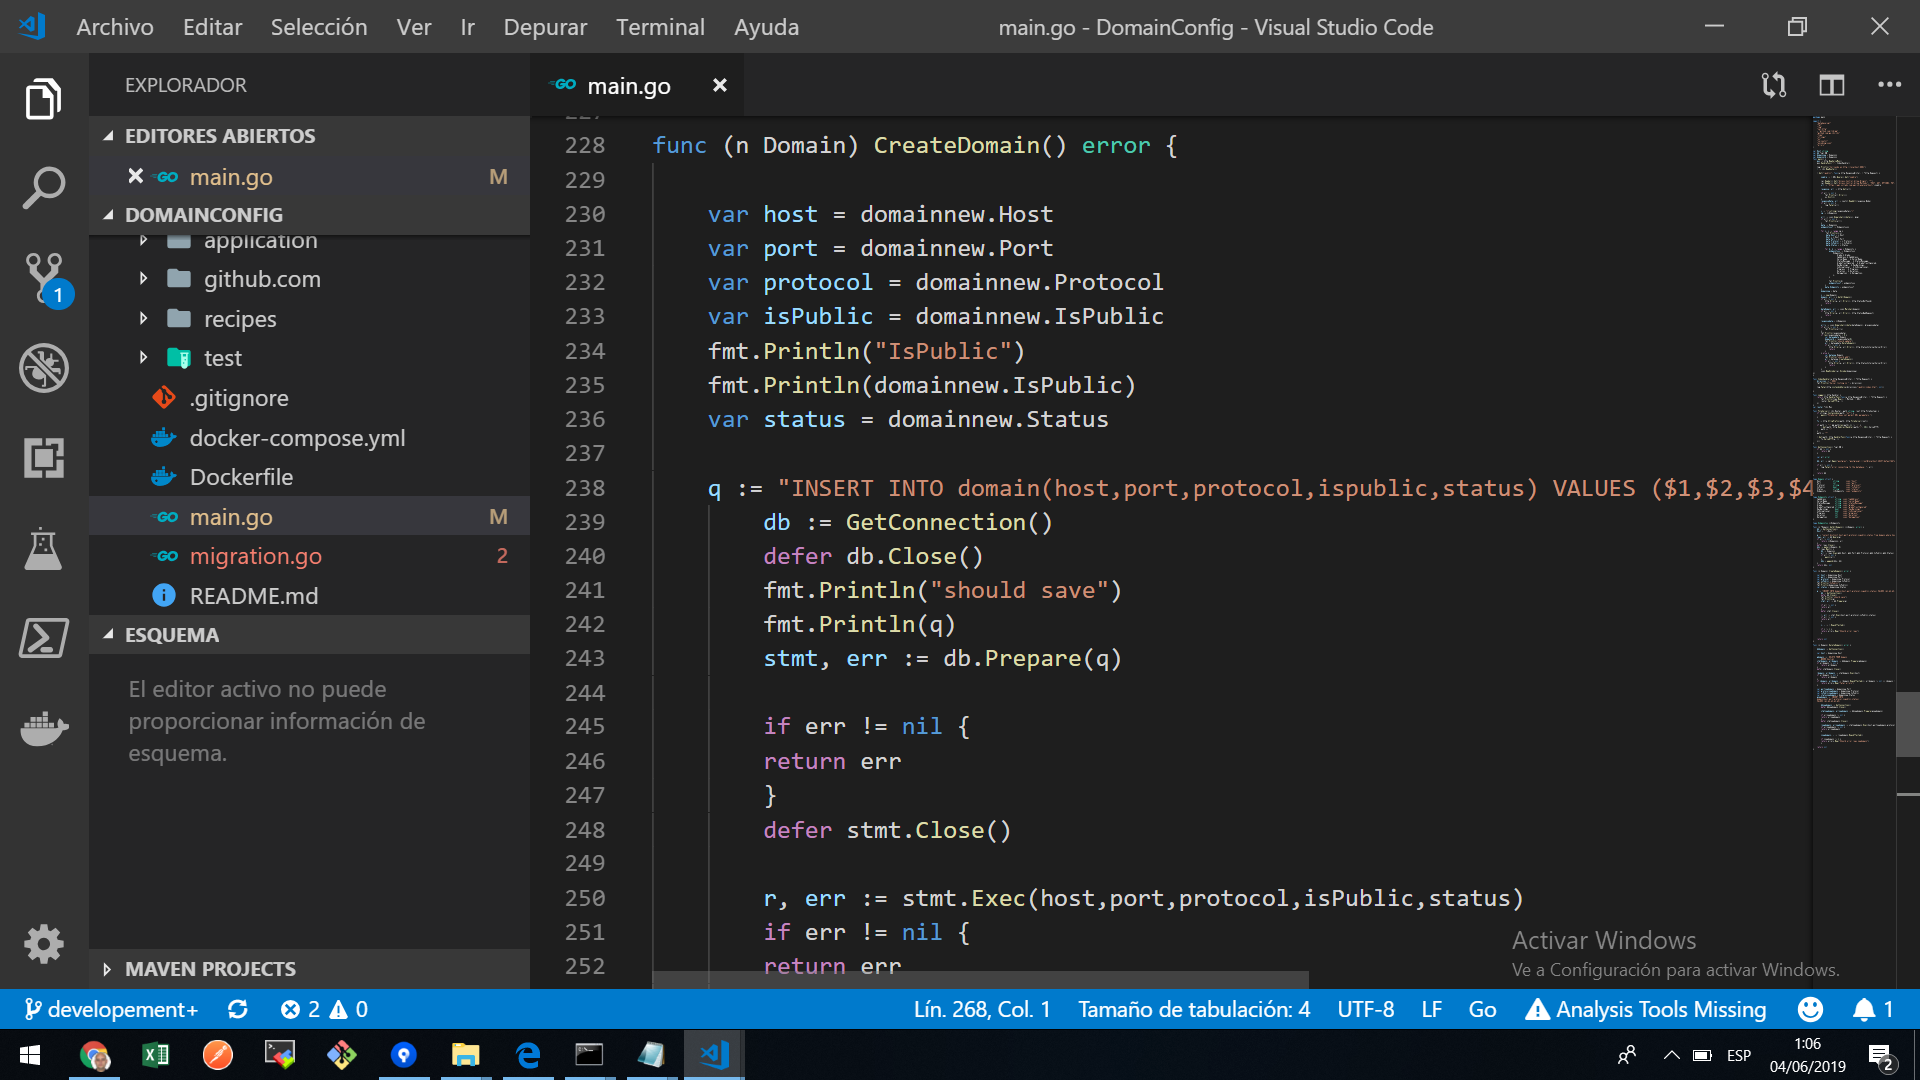 Archivo Editar Selección Ver Ir Depurar Terminal Ayuda
main.go - DomainConfig - Visual Studio Code
EXPLORADOR
EDITORES ABIERTOS
GO main.go M
DOMAINCONFIG
application
github.com
recipes
test
.gitignore
docker-compose.yml
Dockerfile
GO main.go M
GO migration.go 2
README.md
ESQUEMA
El editor activo no puede
proporcionar información de
esquema.
MAVEN PROJECTS
1
GO main.go
227
228 func (n Domain) CreateDomain() error {
229
230 var host = domainnew.Host
231 var port = domainnew.Port
232 var protocol = domainnew.Protocol
233 var isPublic = domainnew.IsPublic
234 fmt.Println("IsPublic")
235 fmt.Println(domainnew.IsPublic)
236 var status = domainnew.Status
237
238 q := "INSERT INTO domain(host,port,protocol,ispublic,status) VALUES ($1,$2,$3,$4
239 db := GetConnection()
240 defer db.Close()
241 fmt.Println("should save")
242 fmt.Println(q)
243 stmt, err := db.Prepare(q)
244
245 if err != nil {
246 return err
247 }
248 defer stmt.Close()
249
250 r, err := stmt.Exec(host,port,protocol,isPublic,status)
251 if err != nil {
252 return err
Activar Windows
Ve a Configuración para activar Windows.
developement+ 2 0
Lín. 268, Col. 1 Tamaño de tabulación: 4 UTF-8 LF Go Analysis Tools Missing 1
ESP
1:06
04/06/2019
2